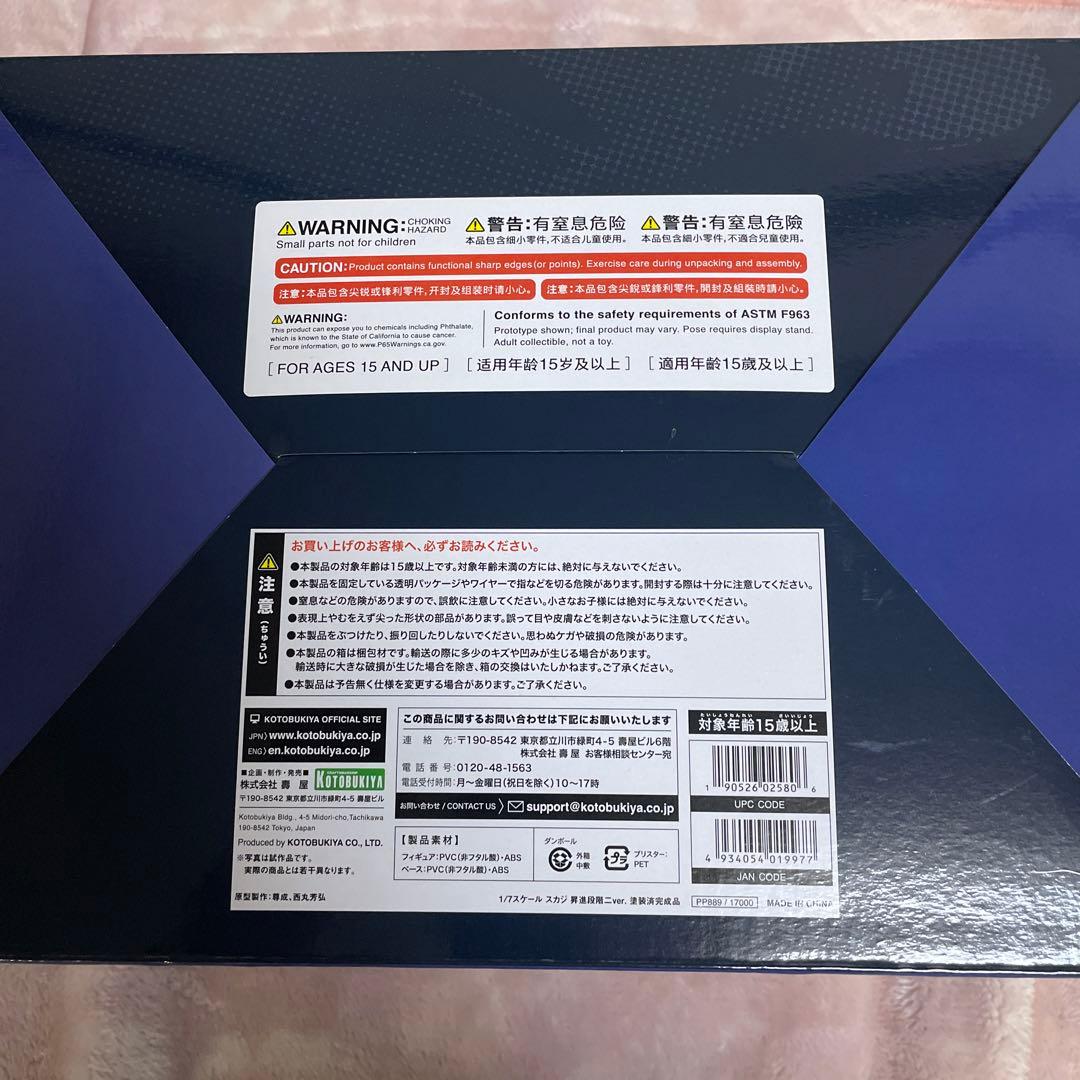 ⚠WARNING: CHOKING HAZARD
Small parts not for children
⚠警告:有窒息危险
本品包含细小零件,不适合儿童使用。
⚠警告:有窒息危險
本品包含細小零件,不適合兒童使用。
CAUTION: Product contains functional sharp edges(or points). Exercise care during unpacking and assembly.
注意:本品包含尖锐或锋利零件,开封及组装时请小心。
注意:本品包含尖銳或鋒利零件,開封及組裝時請小心。
⚠WARNING:
This product can expose you to chemicals including Phthalate,
which is known to the State of California to cause cancer.
For more information, go to www.P65Warnings.ca.gov.
Conforms to the safety requirements of ASTM F963
Prototype shown; final product may vary. Pose requires display stand.
Adult collectible, not a toy.
[ FOR AGES 15 AND UP ] [ 适用年龄15岁及以上 ] [ 適用年齡15歲及以上 ]
⚠注意(ちゅうい)
お買い上げのお客様へ、必ずお読みください。
●本製品の対象年齢は15歳以上です。対象年齢未満の方には、絶対に与えないでください。
●本製品を固定している透明パッケージやワイヤーで指などを切る危険があります。開封する際は十分に注意してください。
●窒息などの危険がありますので、誤飲に注意してください。小さなお子様には絶対に与えないでください。
●表現上やむをえず尖った形状の部品があります。誤って目や皮膚などを刺さないように注意してください。
●本製品をぶつけたり、振り回したりしないでください。思わぬケガや破損の危険があります。
●本製品の箱は梱包材です。輸送の際に多少のキズや凹みが生じる場合があります。
輸送時に大きな破損が生じた場合を除き、箱の交換はいたしかねます。ご了承ください。
●本製品は予告無く仕様を変更する場合があります。ご了承ください。
KOTOBUKIYA OFFICIAL SITE
JPN〉www.kotobukiya.co.jp
ENG〉en.kotobukiya.co.jp
■企画・制作・発売■
株式会社 壽 屋
KOTOBUKIYA
〒190-8542 東京都立川市緑町4-5 壽屋ビル
Kotobukiya Bldg., 4-5 Midori-cho,Tachikawa
190-8542 Tokyo, Japan
Produced by KOTOBUKIYA CO., LTD.
※写真は試作品です。
実際の商品とは若干異なります。
この商品に関するお問い合わせは下記にお願いいたします
連絡先:〒190-8542 東京都立川市緑町4-5 壽屋ビル6階
株式会社 壽 屋 お客様相談センター宛
電話番号:0120-48-1563
電話受付時間:月〜金曜日(祝日を除く)10〜17時
お問い合わせ / CONTACT US 〉support@kotobukiya.co.jp
【製品素材】
フィギュア:PVC(非フタル酸)・ABS
ベース:PVC(非フタル酸)・ABS
ダンボール
外箱
中敷
プラ
ブリスター:
PET
たいしょうねんれい さいいじょう
対象年齢15歳以上
1 90526 02580 6
UPC CODE
4 934054 019977
JAN CODE-7
原型製作:尊成、西丸芳弘
1/7スケール スカジ 昇進段階二ver. 塗装済完成品
PP889 / 17000
MADE IN CHINA